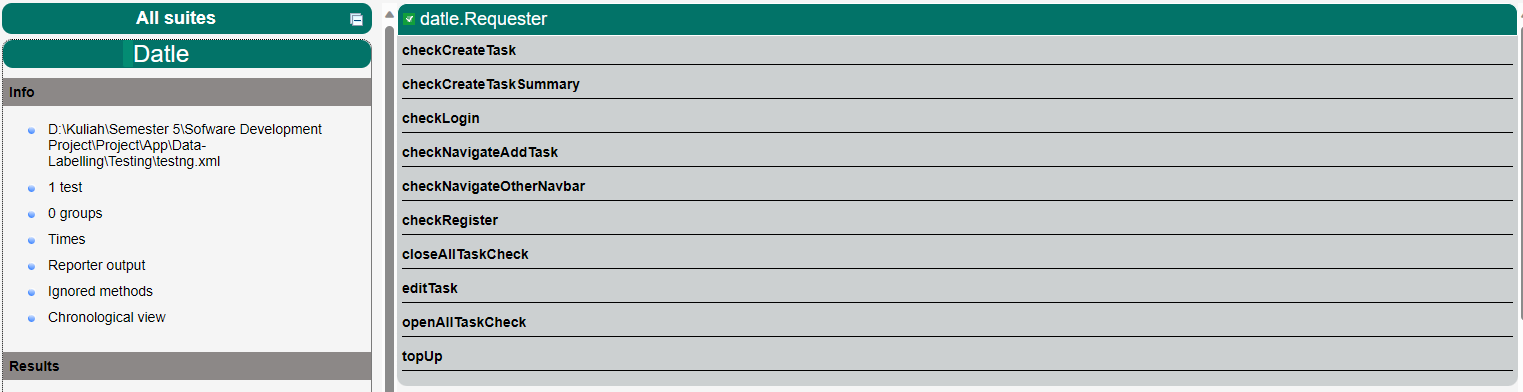 All suites
Datle
Info
D:\Kuliah\Semester 5\Sofware Development
Project\Project\App\Data-
Labelling\Testing\testng.xml
1 test
0 groups
Times
Reporter output
Ignored methods
Chronological view
Results
datle.Requester
checkCreateTask
checkCreateTaskSummary
checkLogin
checkNavigateAddTask
checkNavigateOtherNavbar
checkRegister
closeAllTaskCheck
editTask
openAllTaskCheck
topUp